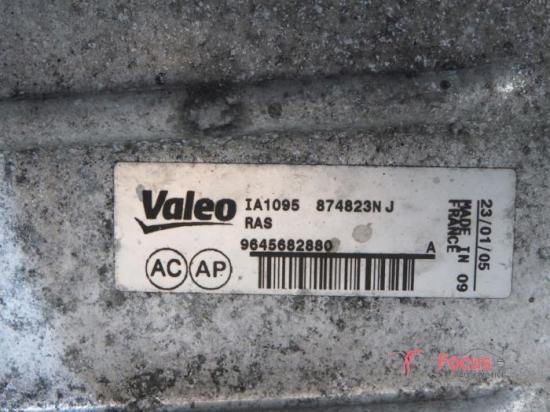 Valeo IA1095 874823N J
RAS
9645682880 A
AC AP
23/01/05
MADE IN 09
FRANCE
Focus